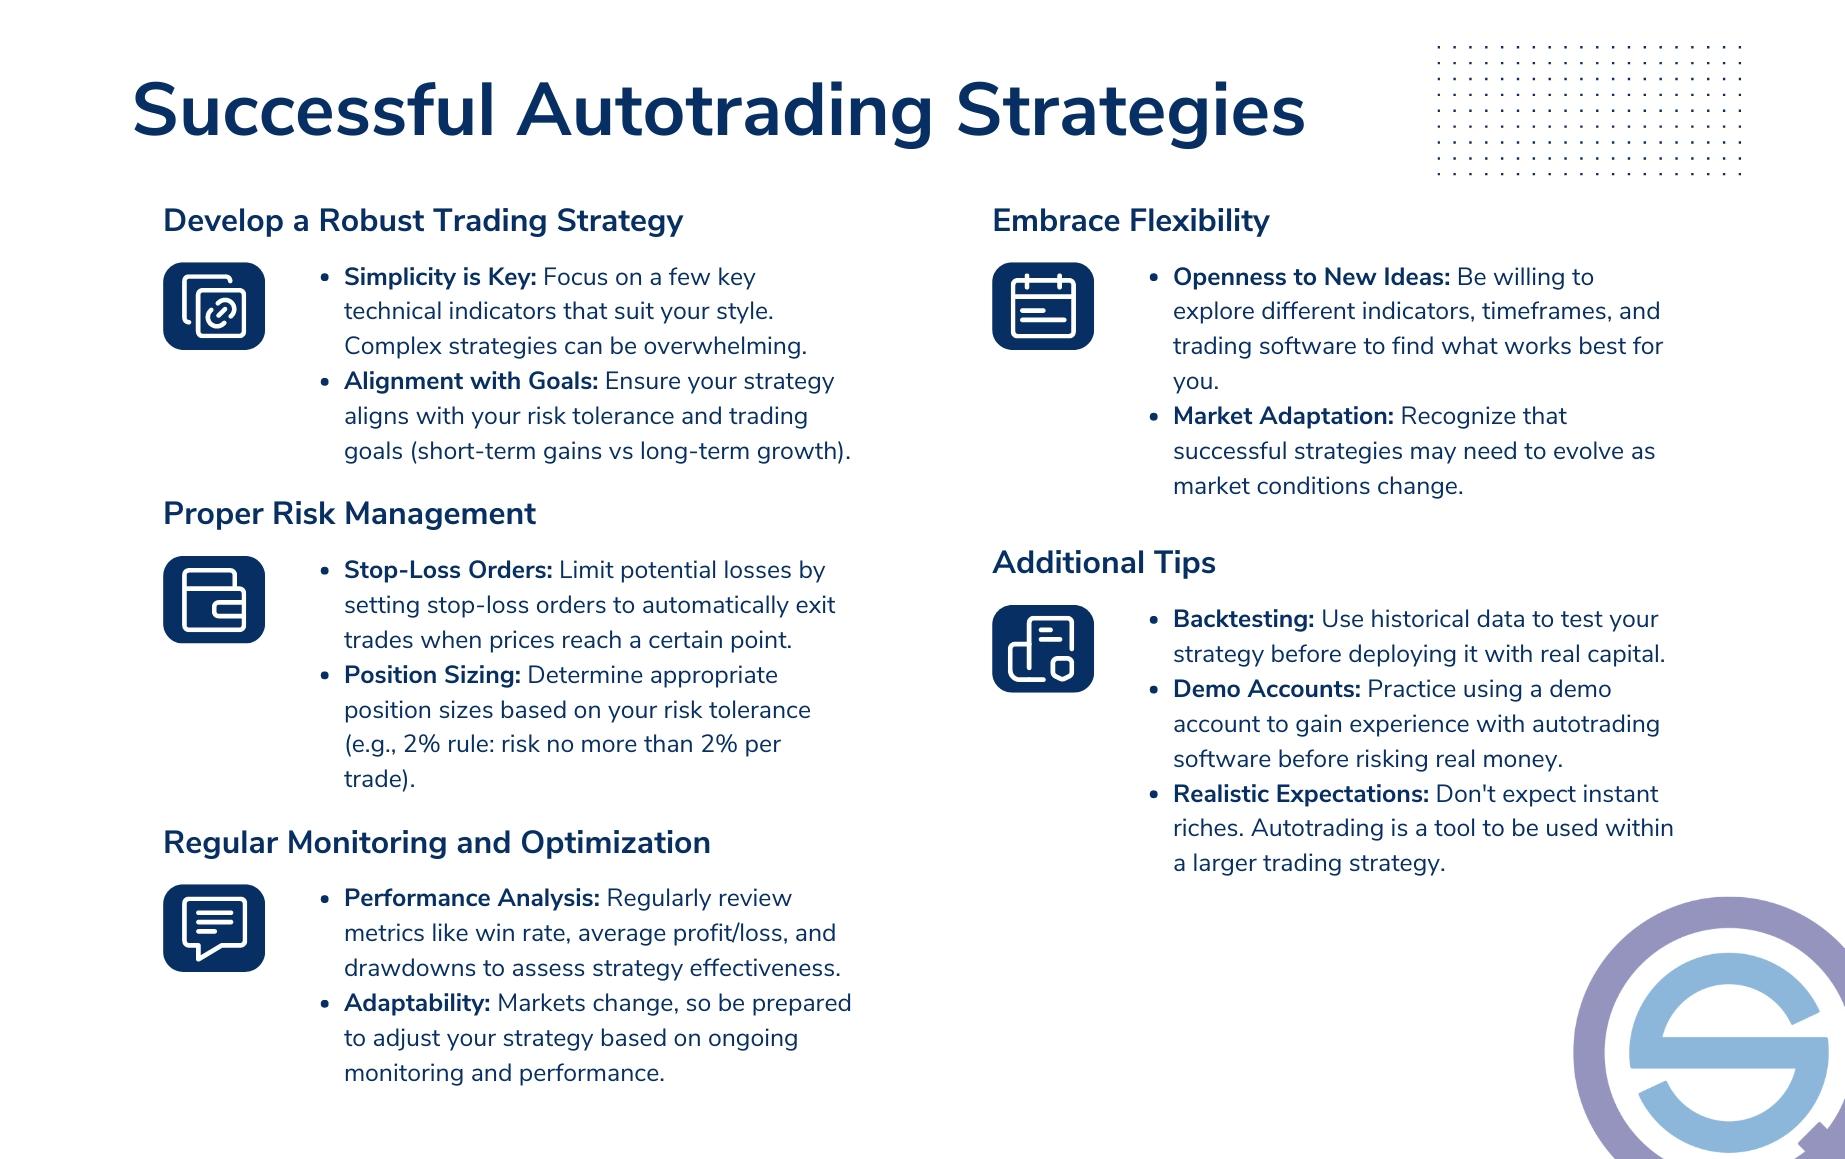 Successful Autotrading Strategies
Develop a Robust Trading Strategy
• Simplicity is Key: Focus on a few key
technical indicators that suit your style.
Complex strategies can be overwhelming.
• Alignment with Goals: Ensure your strategy
aligns with your risk tolerance and trading
goals (short-term gains vs long-term growth).
Proper Risk Management
• Stop-Loss Orders: Limit potential losses by
setting stop-loss orders to automatically exit
trades when prices reach a certain point.
• Position Sizing: Determine appropriate
position sizes based on your risk tolerance
(e.g., 2% rule: risk no more than 2% per
trade).
Regular Monitoring and Optimization
• Performance Analysis: Regularly review
metrics like win rate, average profit/loss, and
drawdowns to assess strategy effectiveness.
• Adaptability: Markets change, so be prepared
to adjust your strategy based on ongoing
monitoring and performance.
Embrace Flexibility
• Openness to New Ideas: Be willing to
explore different indicators, timeframes, and
trading software to find what works best for
you.
• Market Adaptation: Recognize that
successful strategies may need to evolve as
market conditions change.
Additional Tips
• Backtesting: Use historical data to test your
strategy before deploying it with real capital.
• Demo Accounts: Practice using a demo
account to gain experience with autotrading
software before risking real money.
• Realistic Expectations: Don't expect instant
riches. Autotrading is a tool to be used within
a larger trading strategy.